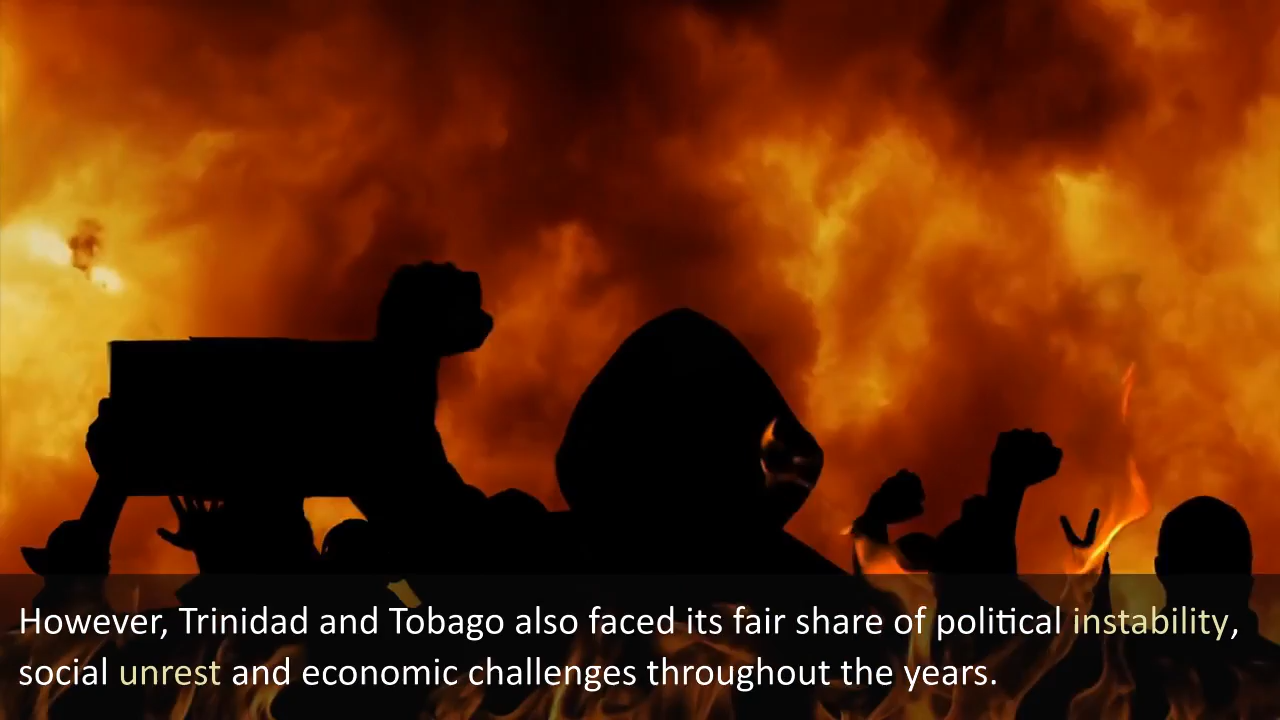 However, Trinidad and Tobago also faced its fair share of political instability,
social unrest and economic challenges throughout the years.